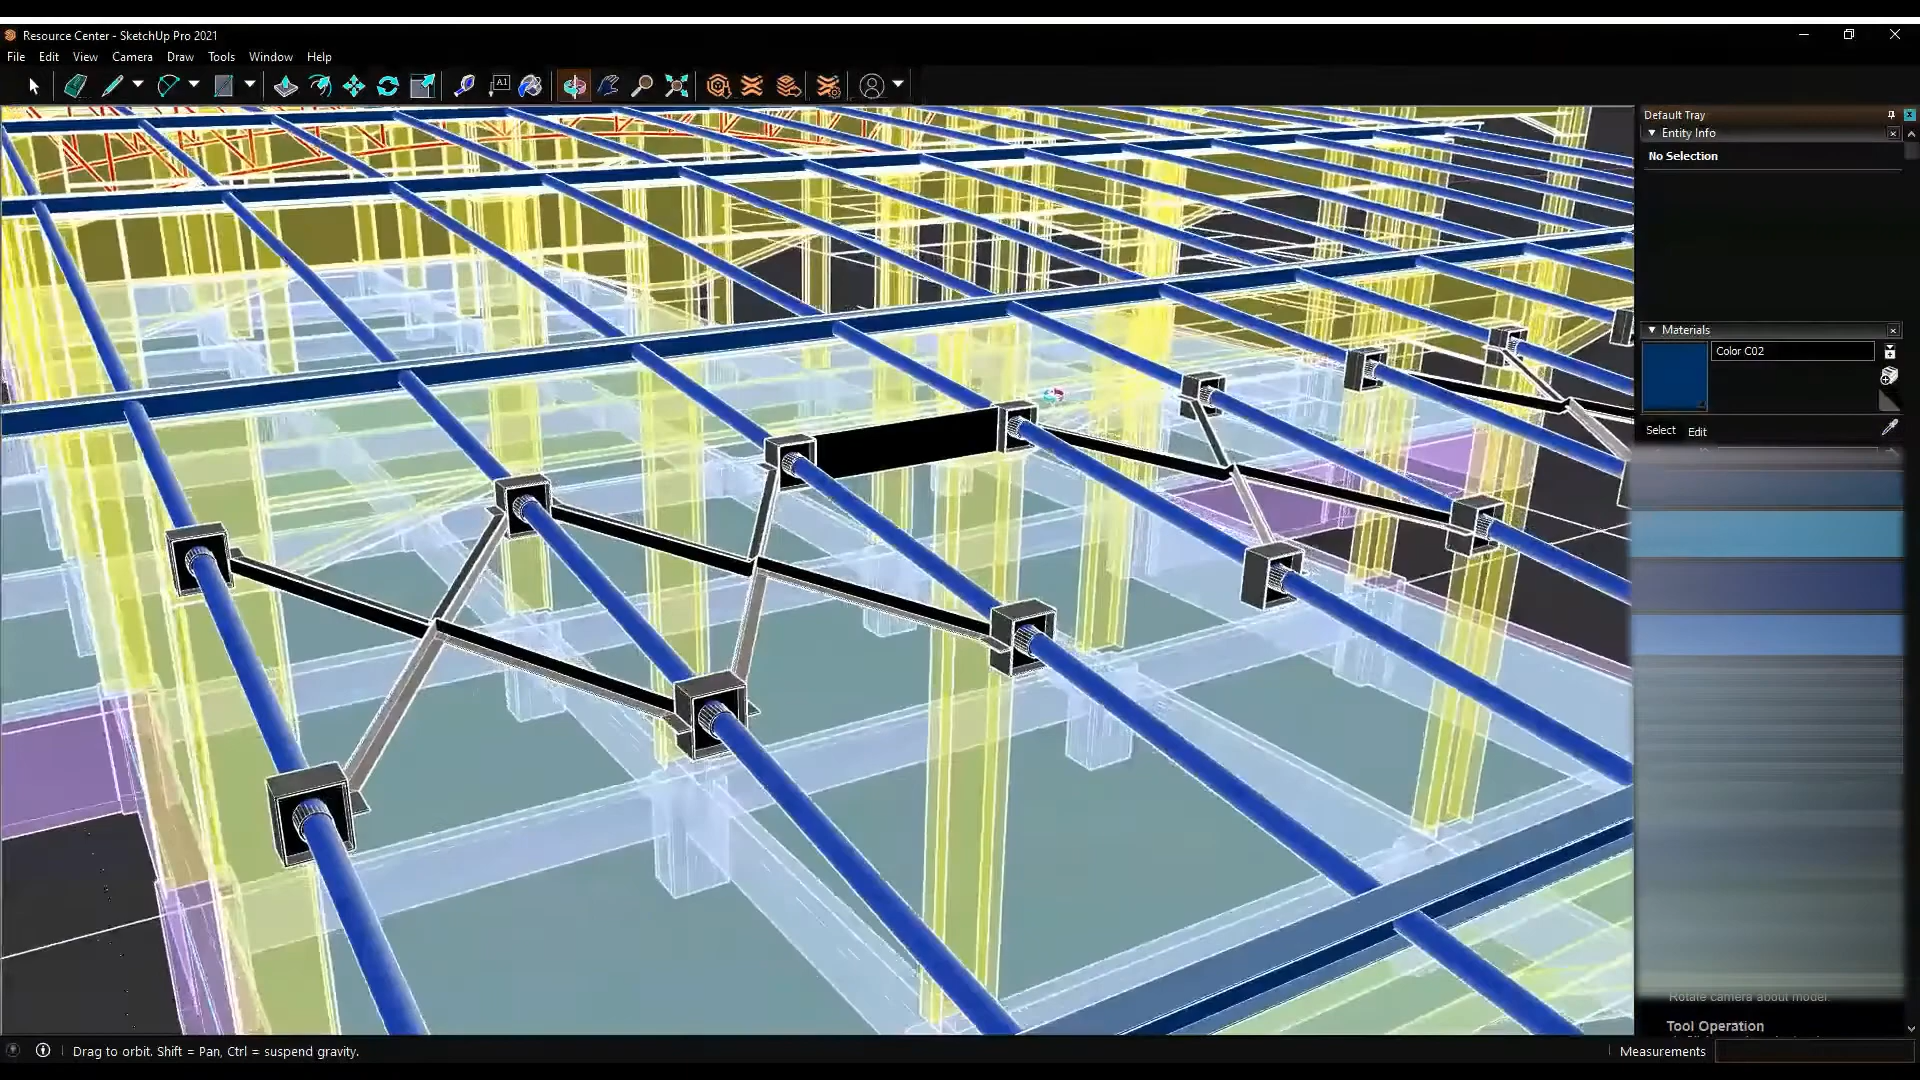 Resource Center - SketchUp Pro 2021
File Edit View Camera Draw Tools Window Help
A1
Default Tray
Entity Info
No Selection
Materials
Color C02
Select Edit
Rotate camera about model.
Tool Operation
Drag to orbit. Shift = Pan, Ctrl = suspend gravity.
Measurements